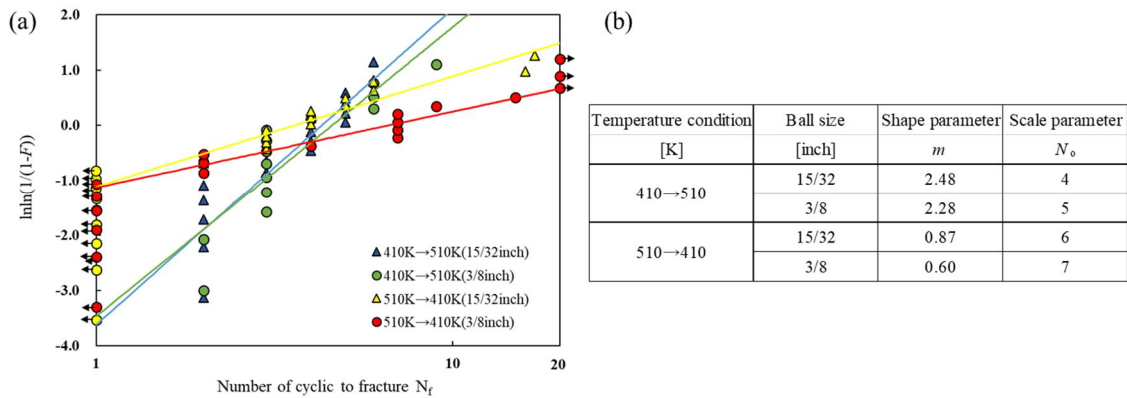 (a)
2.0
1.0
0.0
-1.0
-2.0
-3.0
-4.0
lnln(1/(1-F))
410K→510K(15/32inch)
410K→510K(3/8inch)
510K→410K(15/32inch)
510K→410K(3/8inch)
1 10 20
Number of cyclic to fracture Nf
(b)
Temperature condition Ball size Shape parameter Scale parameter
[K] [inch] m N₀
410→510 15/32 2.48 4
3/8 2.28 5
510→410 15/32 0.87 6
3/8 0.60 7